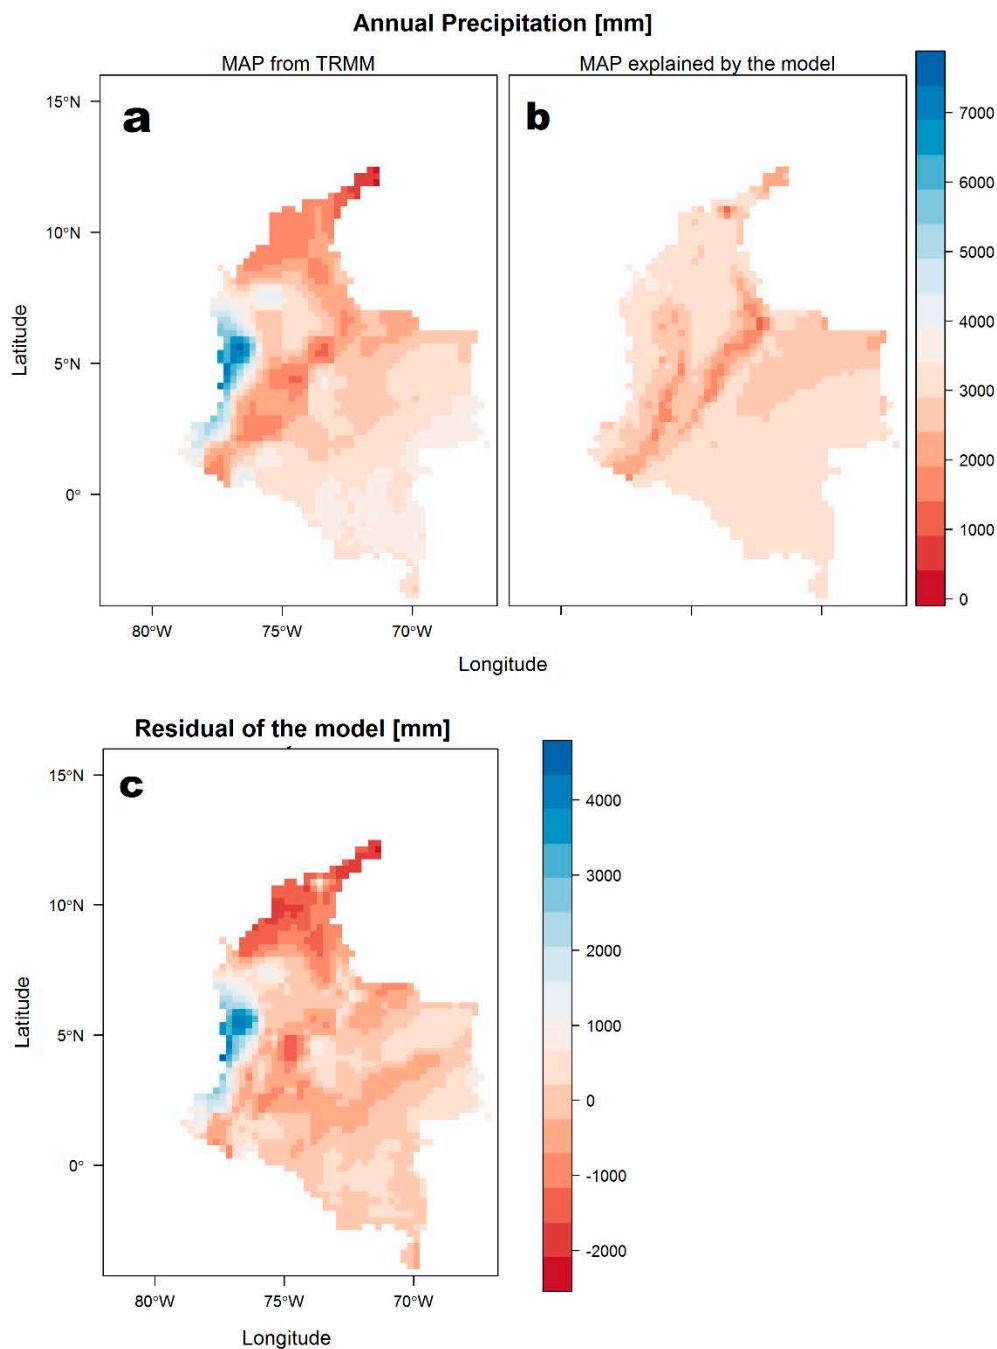 Annual Precipitation [mm]
MAP from TRMM
MAP explained by the model
a
b
15°N
10°N
5°N
0°
Latitude
80°W
75°W
70°W
Longitude
7000
6000
5000
4000
3000
2000
1000
0
Residual of the model [mm]
c
15°N
10°N
5°N
0°
Latitude
80°W
75°W
70°W
Longitude
4000
3000
2000
1000
0
-1000
-2000